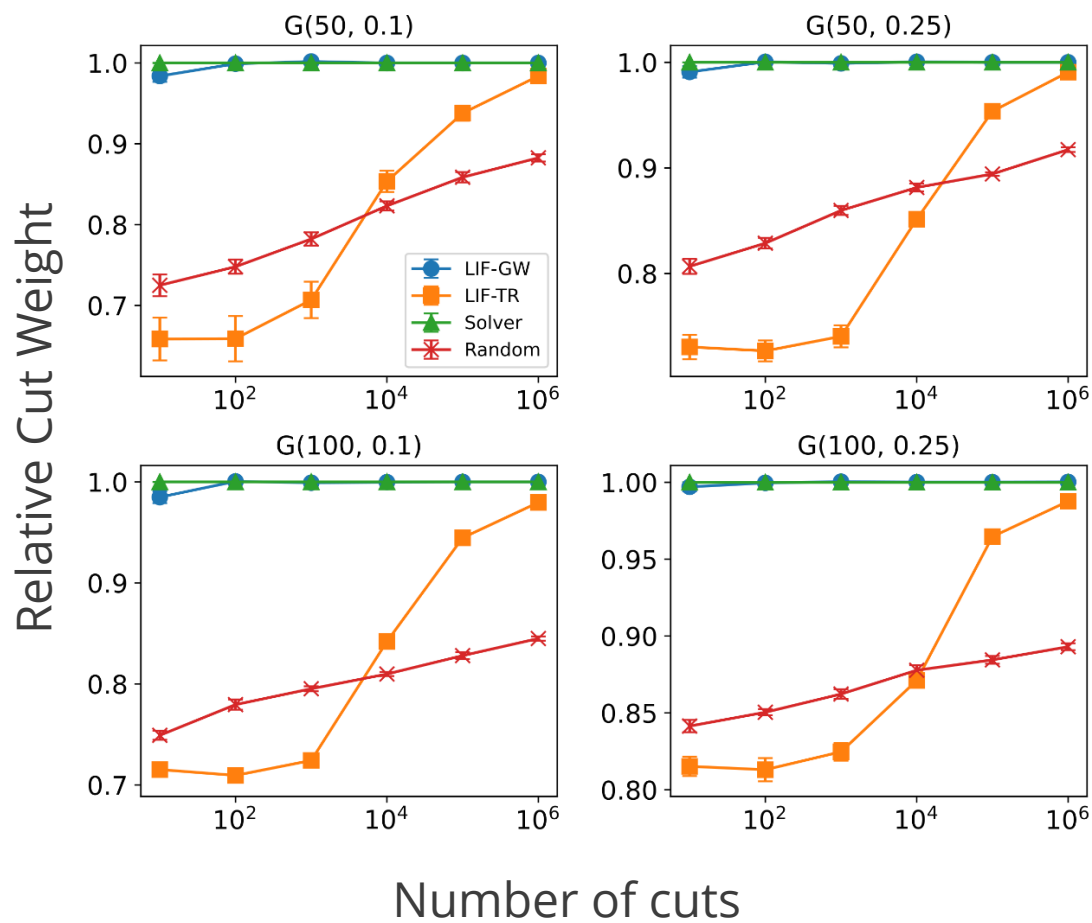 G(50, 0.1)
G(50, 0.25)
1.0
0.9
0.8
0.7
10²
10⁴
10⁶
LIF-GW
LIF-TR
Solver
Random
1.0
0.9
0.8
10²
10⁴
10⁶
G(100, 0.1)
G(100, 0.25)
1.0
0.9
0.8
0.7
10²
10⁴
10⁶
1.00
0.95
0.90
0.85
0.80
10²
10⁴
10⁶
Relative Cut Weight
Number of cuts